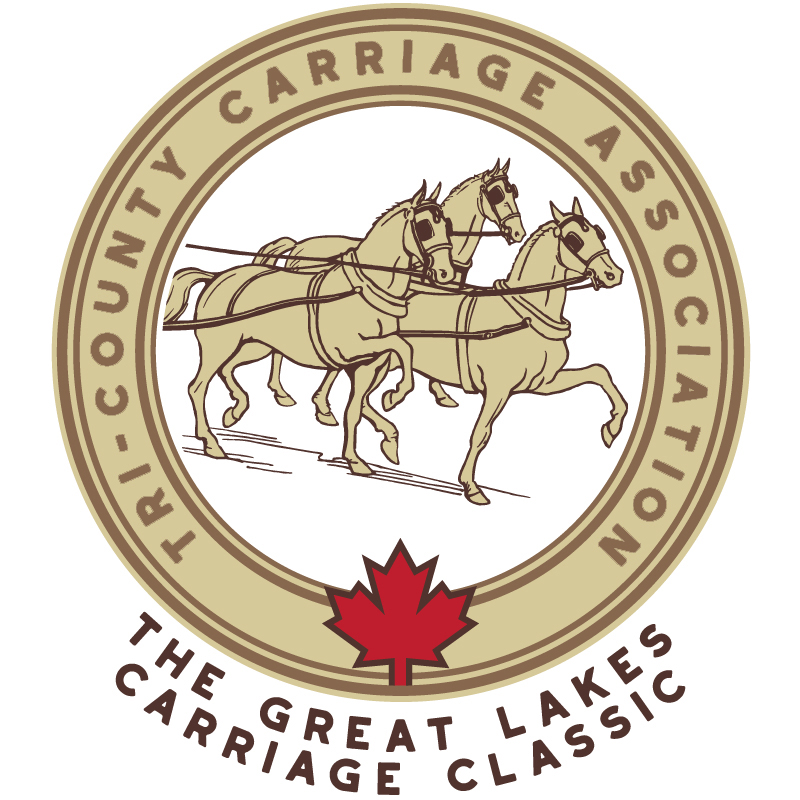 TRI-COUNTY CARRIAGE ASSOCIATION
THE GREAT LAKES
CARRIAGE CLASSIC